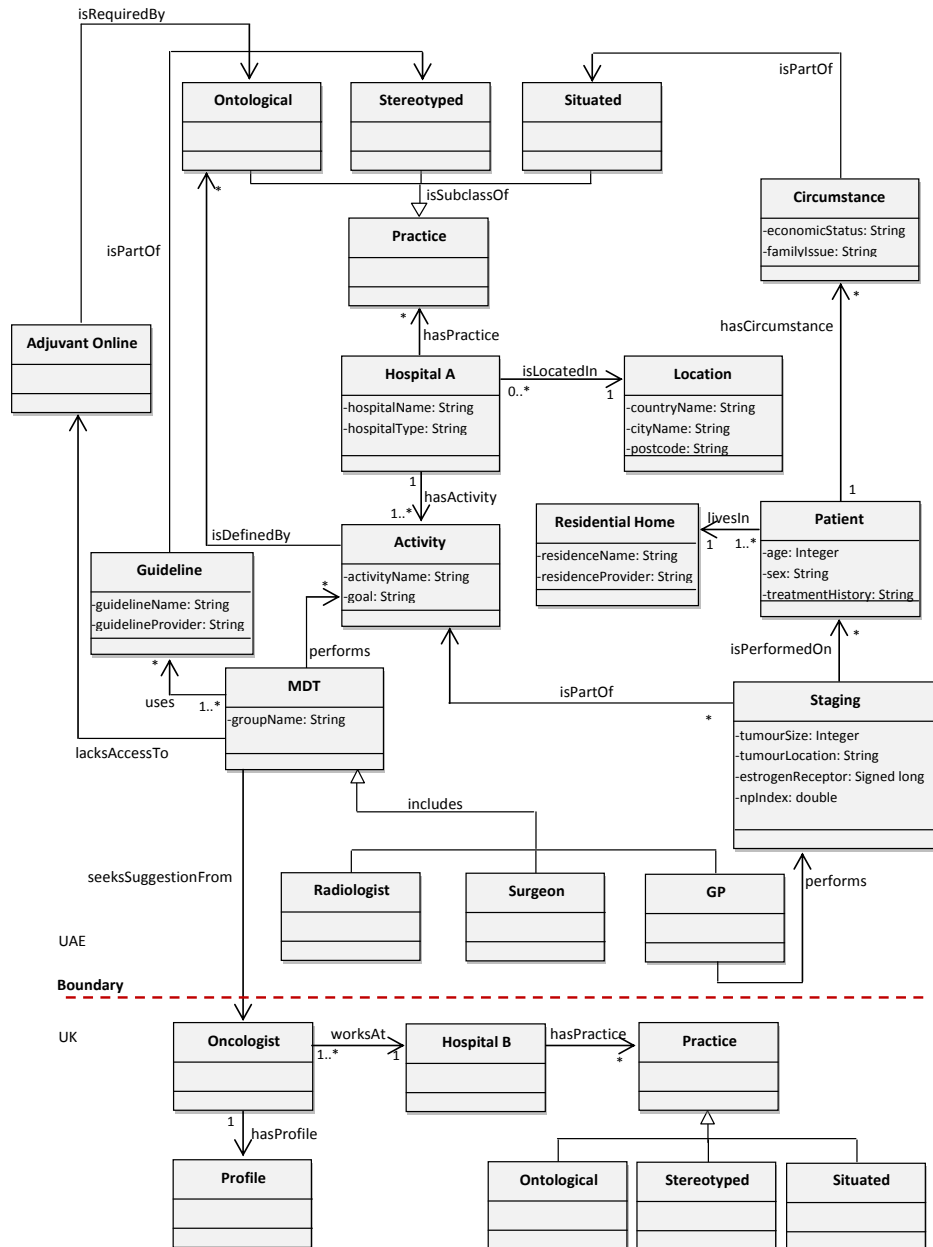 isRequiredBy
isPartOf
Ontological
Stereotyped
Situated
*
isSubclassOf
Circumstance
-economicStatus: String
-familyIssue: String
Practice
isPartOf
*
*
hasPractice
hasCircumstance
Adjuvant Online
Hospital A
-hospitalName: String
-hospitalType: String
isLocatedIn
0..*
1
Location
-countryName: String
-cityName: String
-postcode: String
1
hasActivity
1..*
1
isDefinedBy
Activity
-activityName: String
-goal: String
Residential Home
-residenceName: String
-residenceProvider: String
livesIn
1
1..*
Patient
-age: Integer
-sex: String
-treatmentHistory: String
Guideline
-guidelineName: String
-guidelineProvider: String
*
*
performs
*
isPerformedOn
uses
1..*
MDT
-groupName: String
isPartOf
*
Staging
-tumourSize: Integer
-tumourLocation: String
-estrogenReceptor: Signed long
-npIndex: double
lacksAccessTo
includes
seeksSuggestionFrom
Radiologist
Surgeon
GP
performs
UAE
Boundary
UK
Oncologist
worksAt
1..*
1
Hospital B
hasPractice
*
Practice
1
hasProfile
Profile
Ontological
Stereotyped
Situated